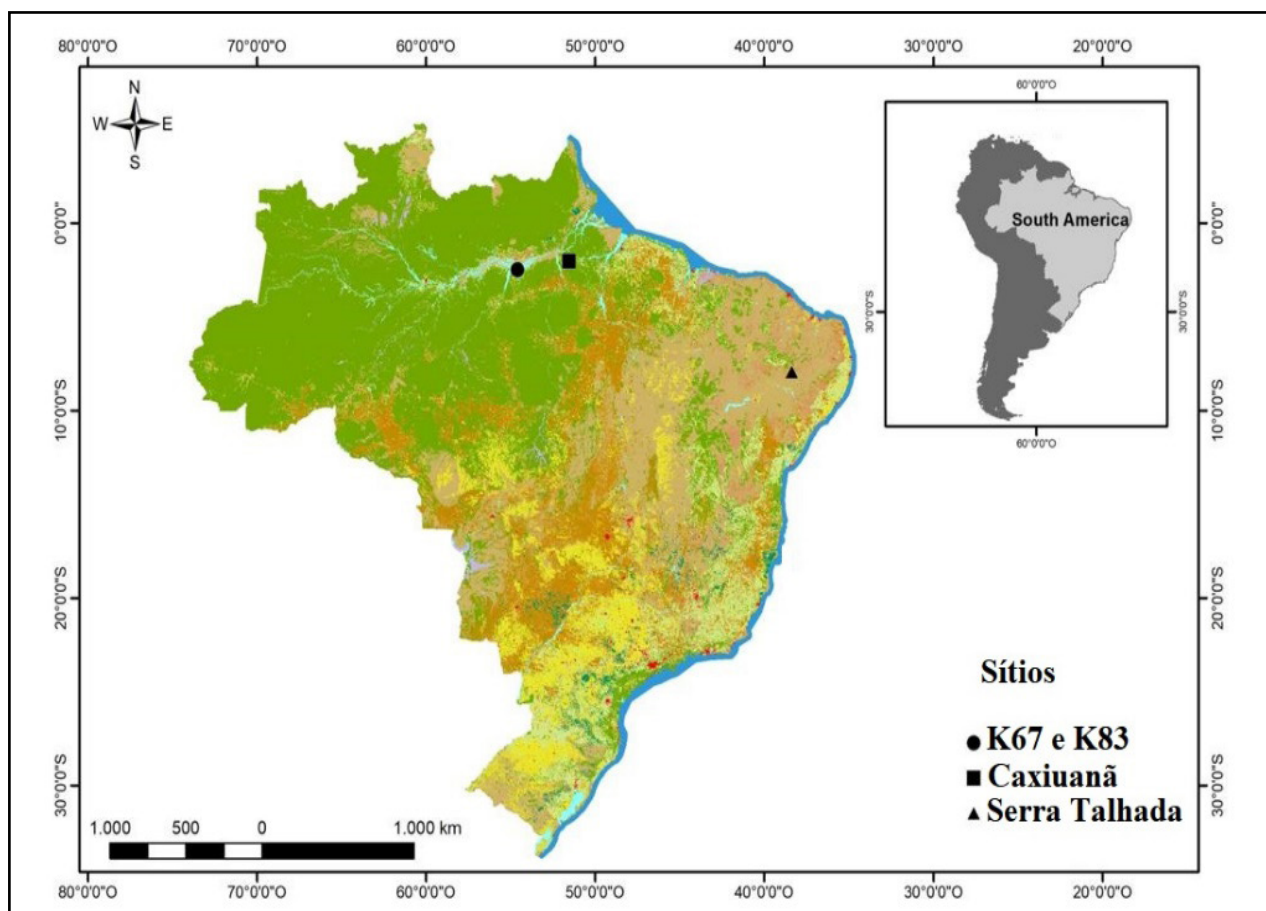 80°0'0"O 70°0'0"O 60°0'0"O 50°0'0"O 40°0'0"O 30°0'0"O 20°0'0"O
N
W E
S
60°0'0"O
South America
30°0'0"S 30°0'0"S
60°0'0"O
0°0'0" 0°0'0"
10°0'0"S 10°0'0"S
20°0'0"S 20°0'0"S
30°0'0"S 30°0'0"S
Sítios
K67 e K83
Caxiuanã
Serra Talhada
1.000 500 0 1.000 km
80°0'0"O 70°0'0"O 60°0'0"O 50°0'0"O 40°0'0"O 30°0'0"O 20°0'0"O